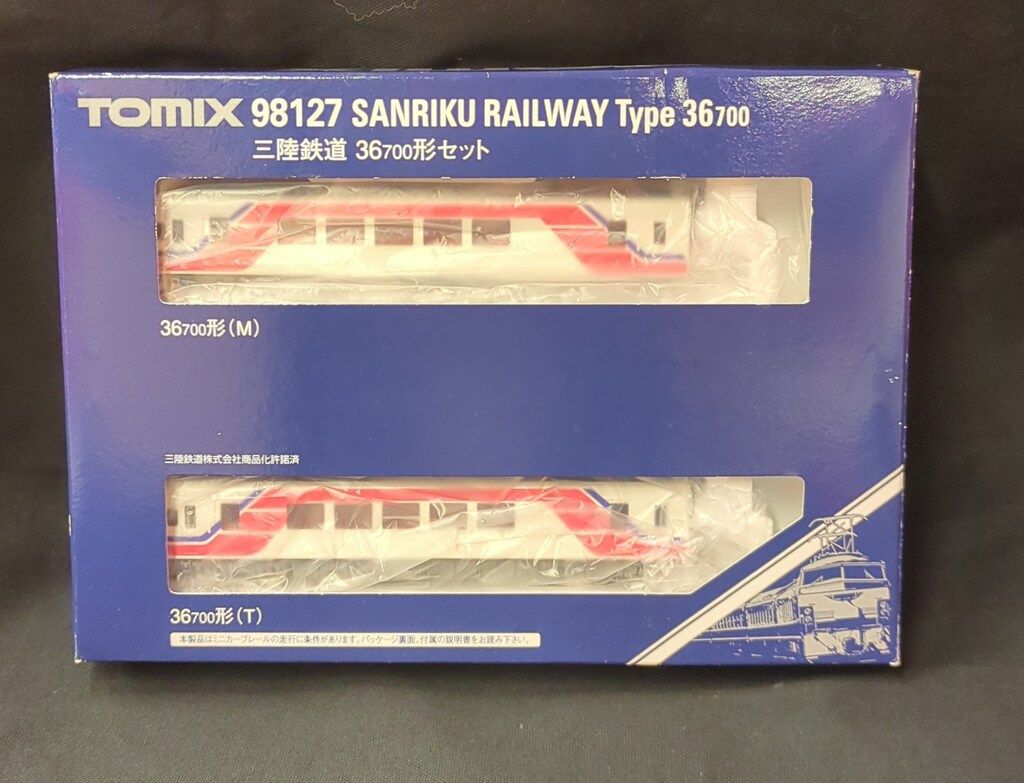 TOMIX 98127 SANRIKU RAILWAY Type 36700
三陸鉄道 36700形セット
36700形(M)
三陸鉄道株式会社商品化許諾済
36700形(T)
本製品はミニカーブレールの走行に条件があります。パッケージ裏面、付属の説明書をお読み下さい。